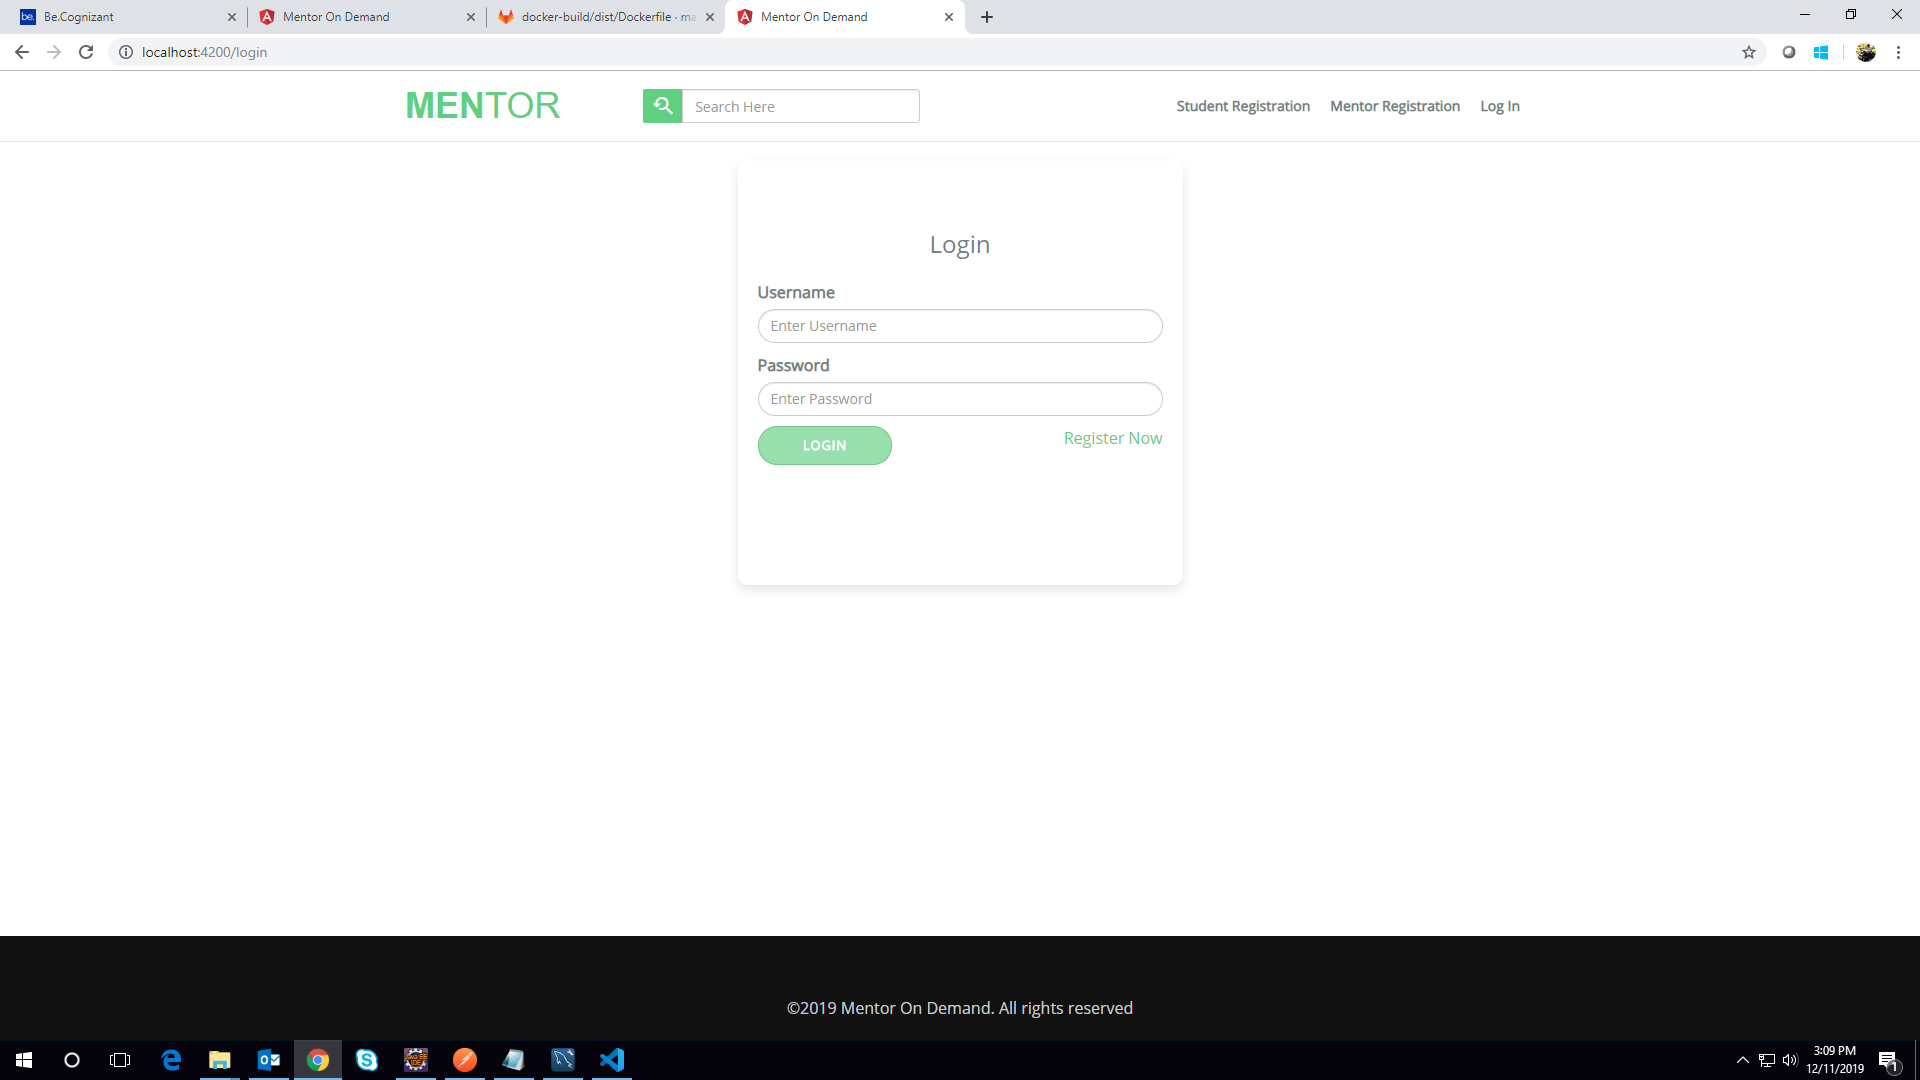 be. Be.Cognizant
Mentor On Demand
docker-build/dist/Dockerfile · ma
Mentor On Demand
localhost:4200/login
MENTOR
Search Here
Student Registration Mentor Registration Log In
Login
Username
Enter Username
Password
Enter Password
LOGIN
Register Now
©2019 Mentor On Demand. All rights reserved
3:09 PM
12/11/2019
1